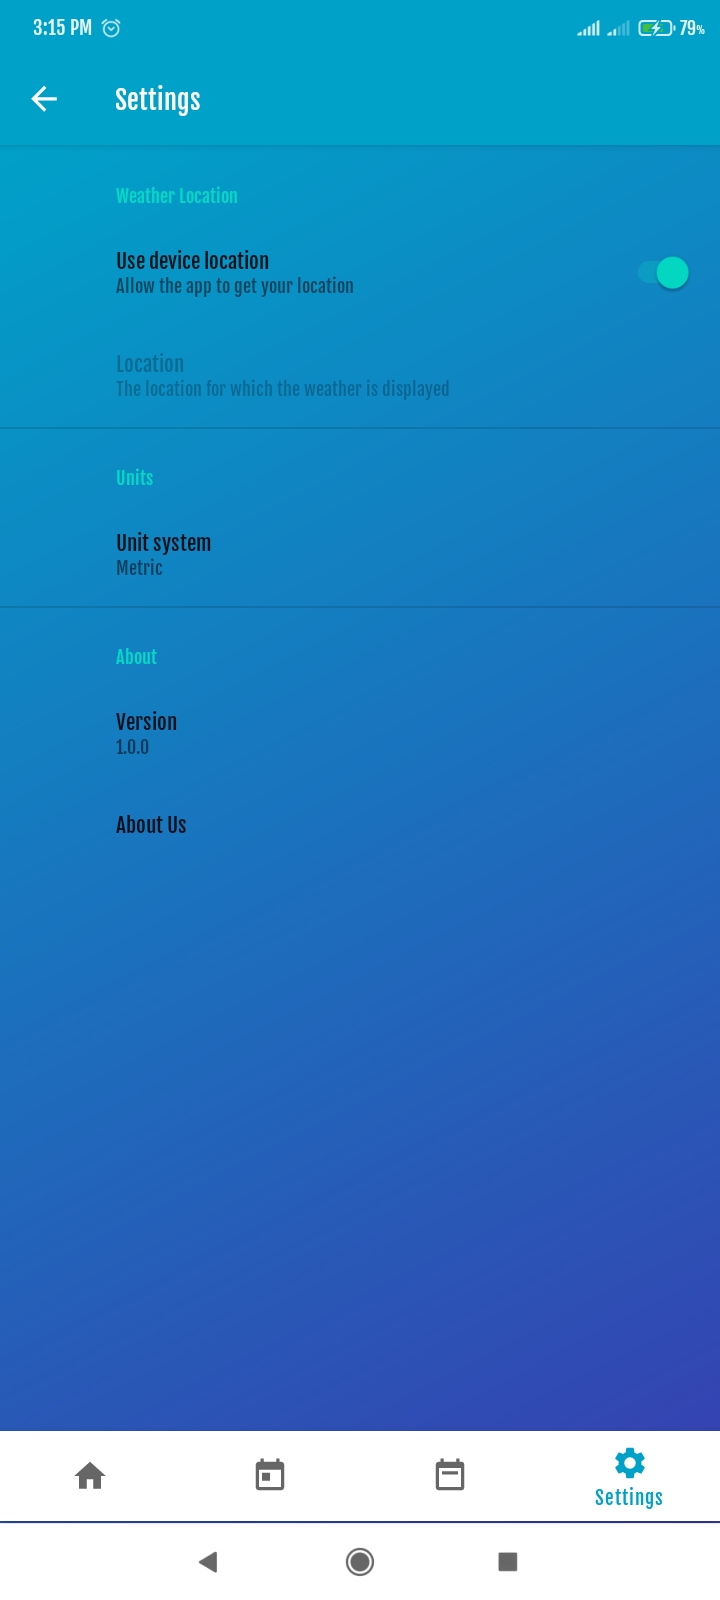 3:15 PM
79%
Settings
Weather Location
Use device location
Allow the app to get your location
Location
The location for which the weather is displayed
Units
Unit system
Metric
About
Version
1.0.0
About Us
Settings